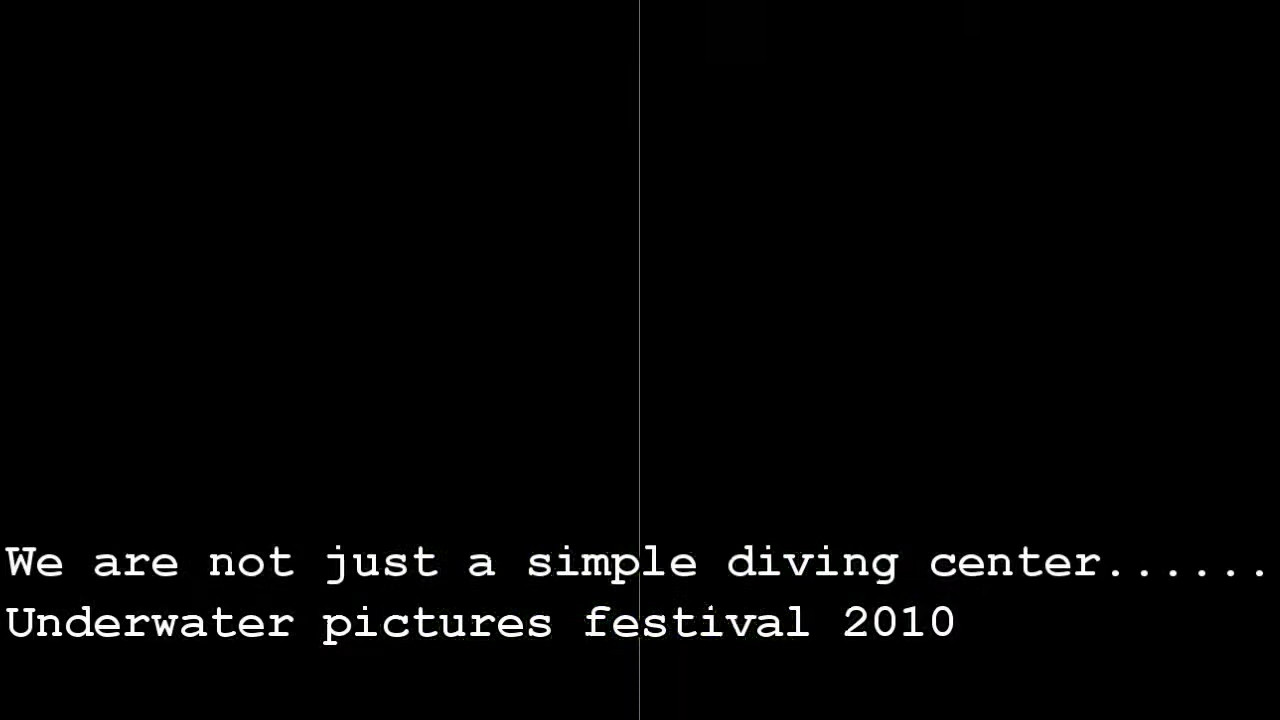 We are not just a simple diving center......
Underwater pictures festival 2010